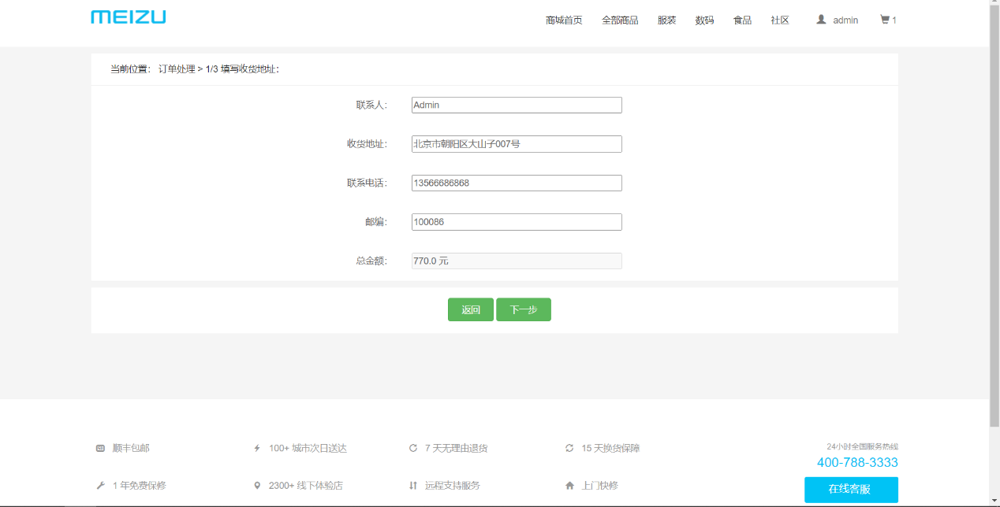 MEIZU
商城首页 全部商品 服装 数码 食品 社区 admin 1
当前位置： 订单处理 > 1/3 填写收货地址：
联系人： Admin
收货地址： 北京市朝阳区大山子007号
联系电话： 13566686868
邮编： 100086
总金额： 770.0 元
返回 下一步
顺丰包邮 100+ 城市次日送达 7 天无理由退货 15 天换货保障
24小时全国服务热线
400-788-3333
1 年免费保修 2300+ 线下体验店 远程支持服务 上门快修
在线客服